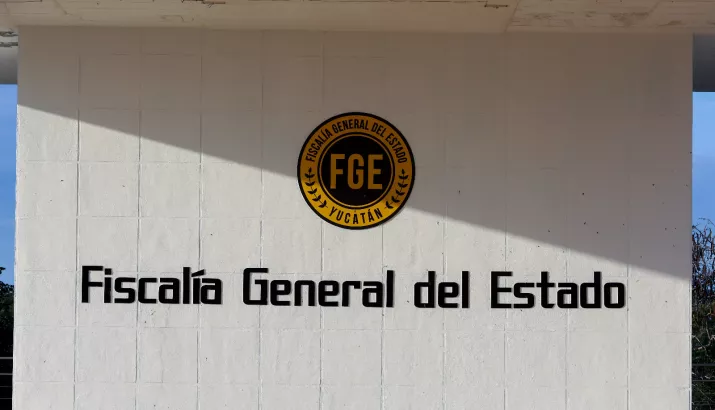 FISCALÍA GENERAL DEL ESTADO
FGE
YUCATÁN
Fiscalía General del Estado